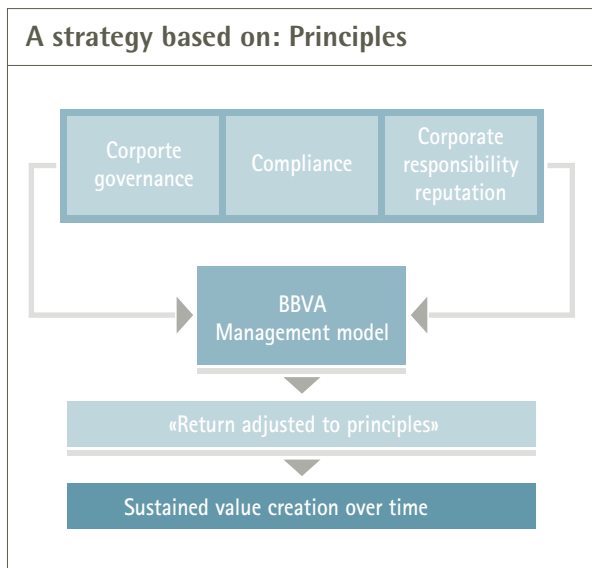 A strategy based on: Principles
Corporte
governance
Compliance
Corporate
responsibility
reputation
BBVA
Management model
«Return adjusted to principles»
Sustained value creation over time